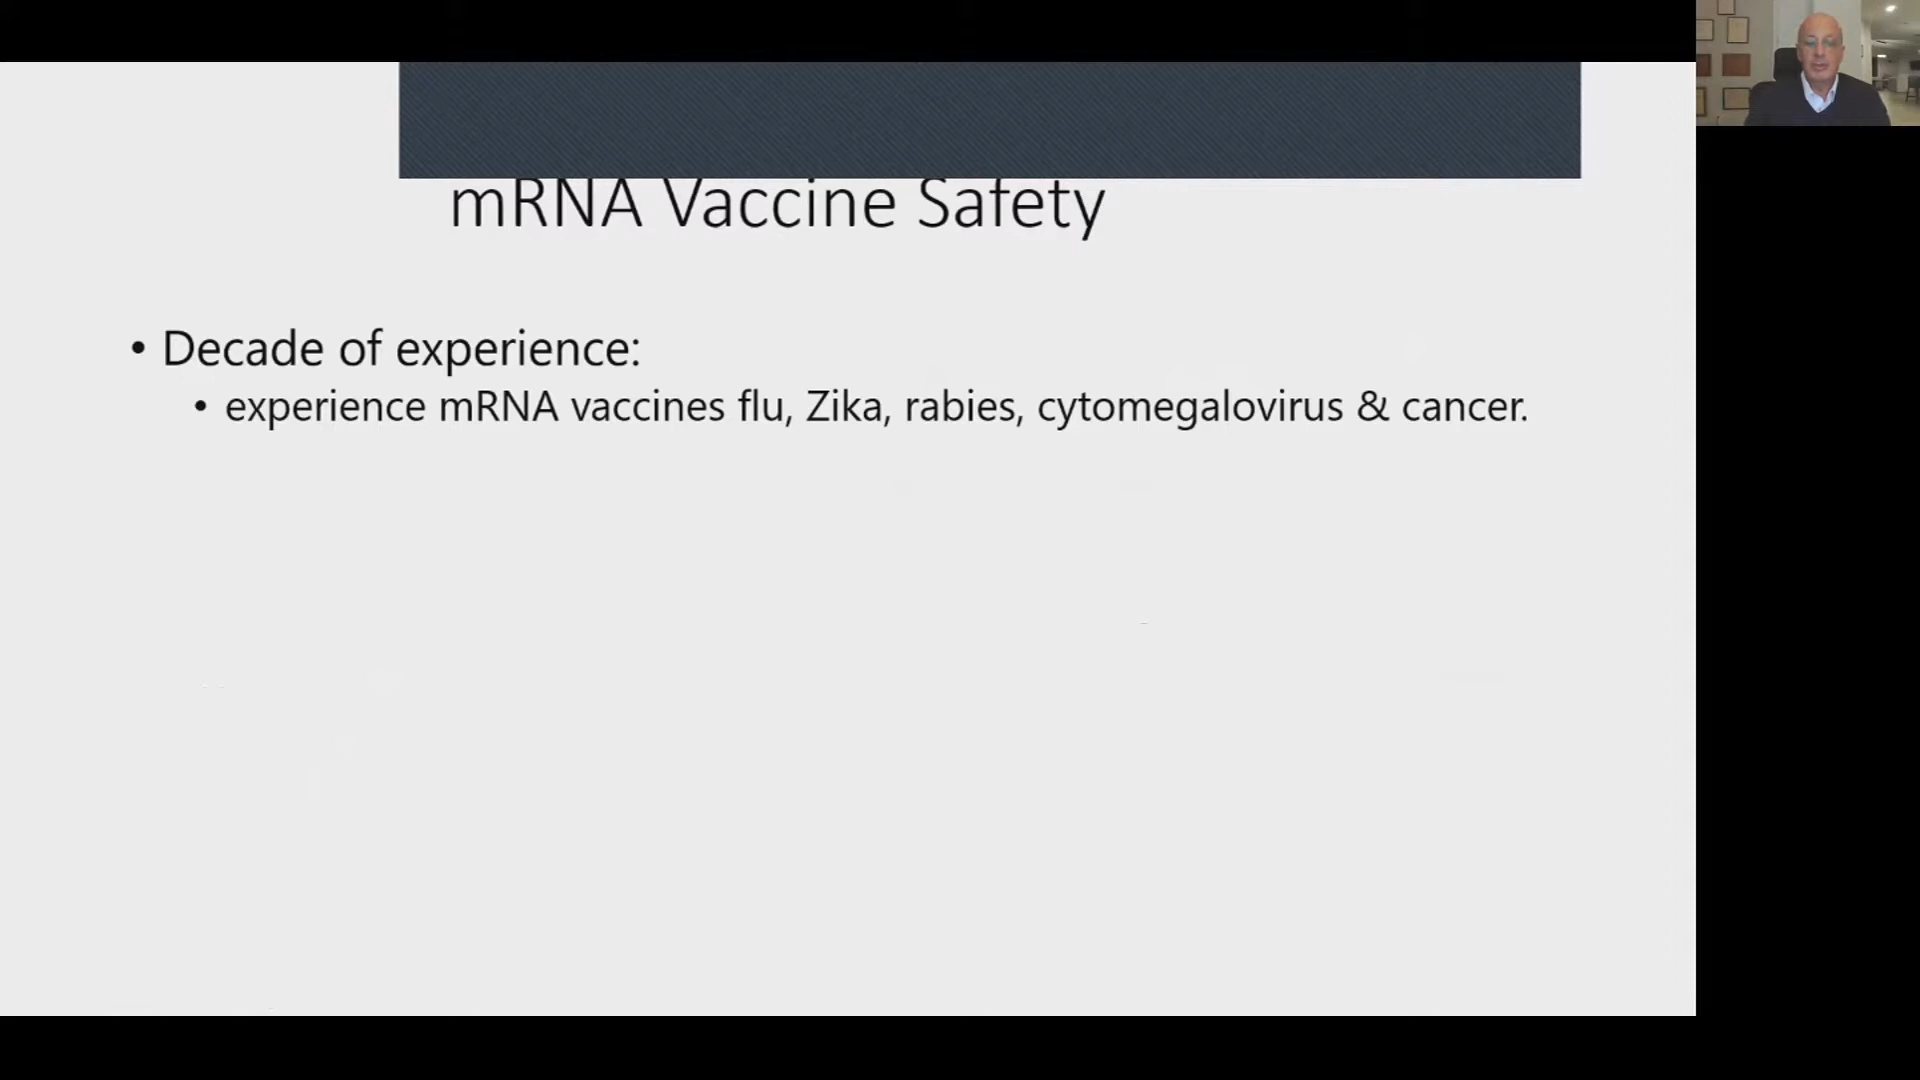 mRNA Vaccine Safety
• Decade of experience:
• experience mRNA vaccines flu, Zika, rabies, cytomegalovirus & cancer.